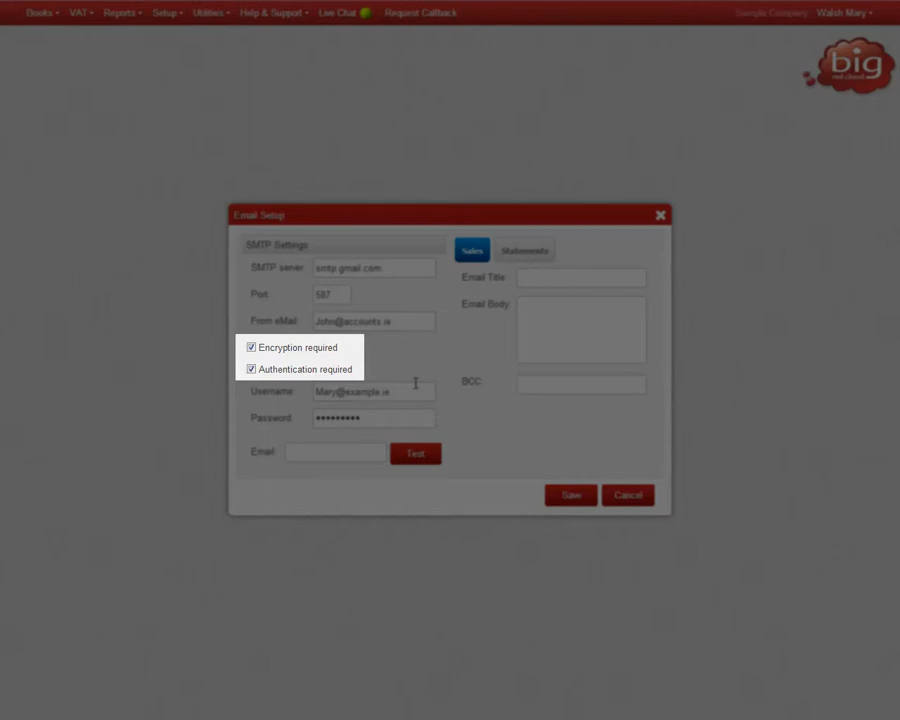 Books VAT Reports Setup Utilities Help & Support Live Chat Request Callback Sample Company Walsh Mary
big
red cloud
Email Setup
SMTP Settings
Sales Statements
SMTP server: smtp.gmail.com
Email Title:
Port: 587
Email Body:
From eMail: John@accounts.ie
Encryption required
Authentication required
BCC:
Username: Mary@example.ie
Password: •••••••••
Email: Test
Save Cancel